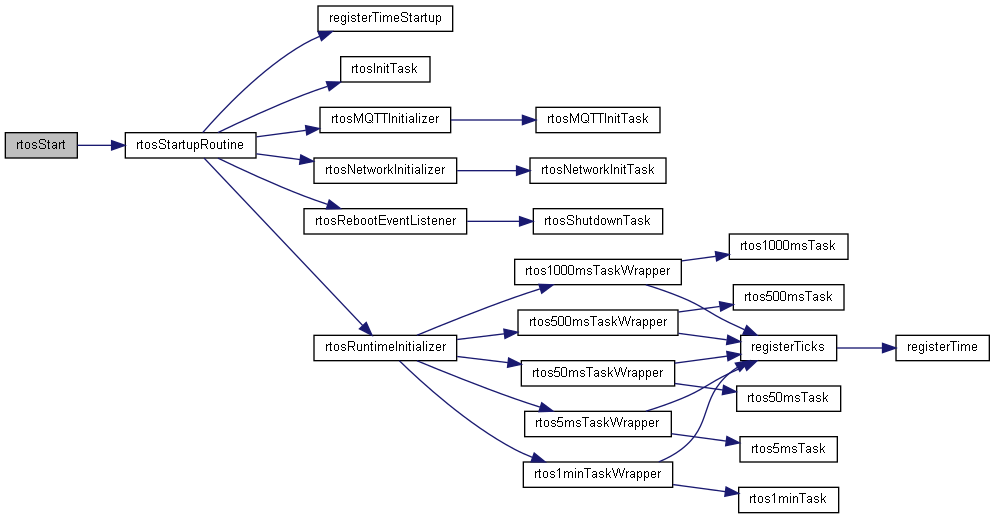 registerTimeStartup
rtosInitTask
rtosMQTTInitializer
rtosMQTTInitTask
rtosStart
rtosStartupRoutine
rtosNetworkInitializer
rtosNetworkInitTask
rtosRebootEventListener
rtosShutdownTask
rtos1000msTask
rtos1000msTaskWrapper
rtos500msTask
rtos500msTaskWrapper
rtosRuntimeInitializer
registerTicks
registerTime
rtos50msTaskWrapper
rtos50msTask
rtos5msTaskWrapper
rtos5msTask
rtos1minTaskWrapper
rtos1minTask